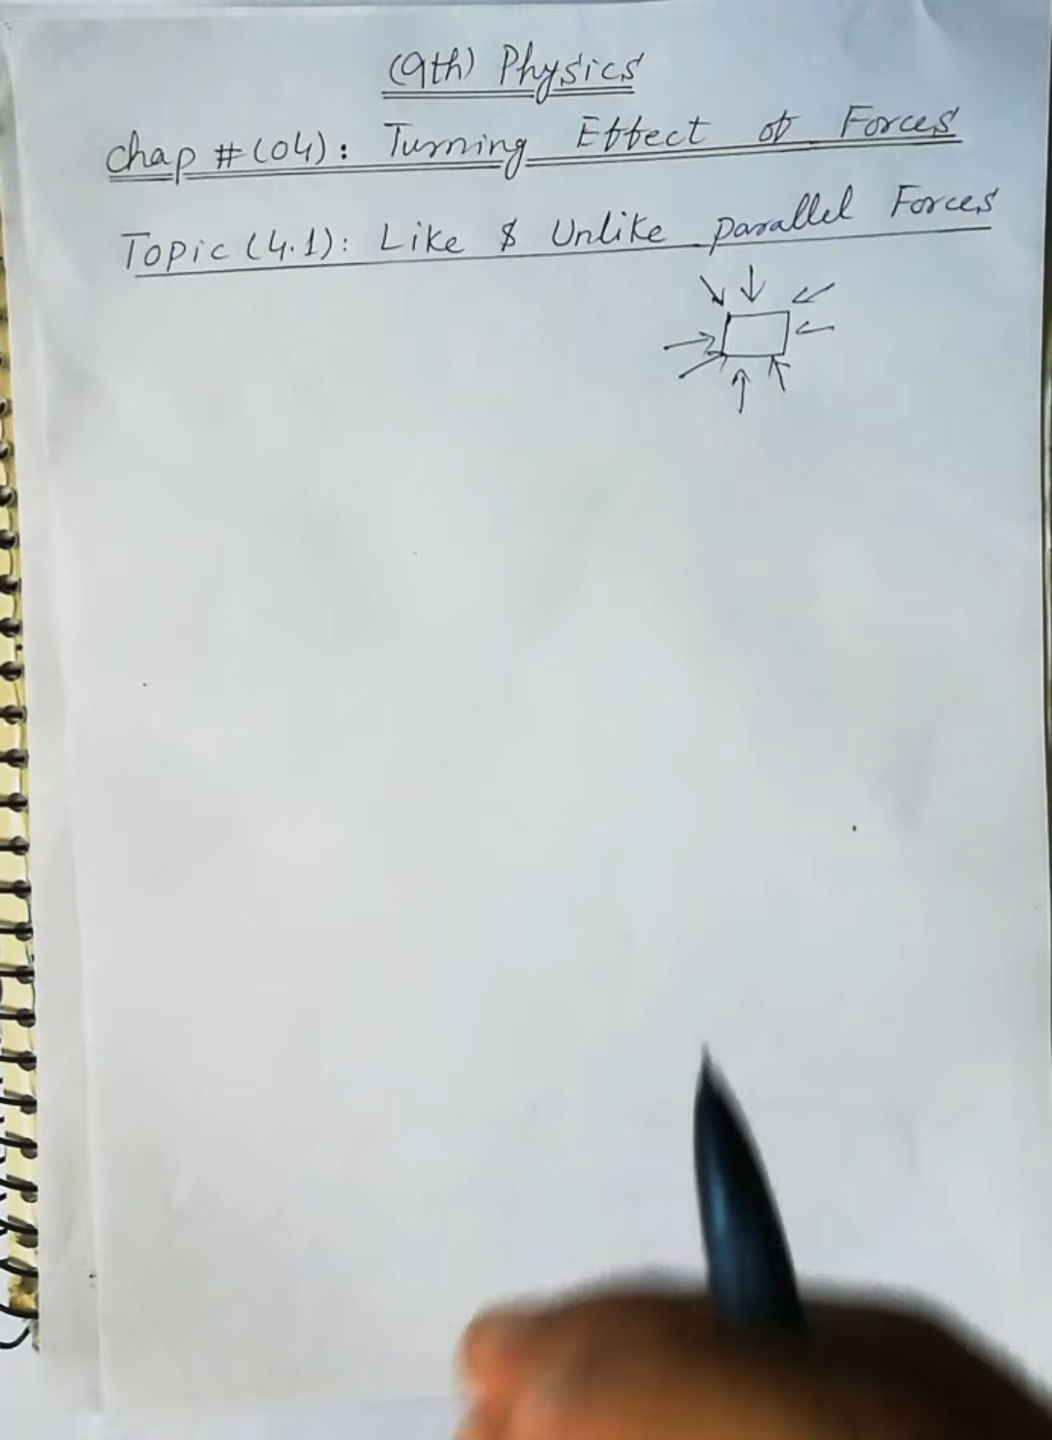 (9th) Physics
Chap # (04): Turning Effect of Forces
Topic (4.1): Like & Unlike parallel Forces